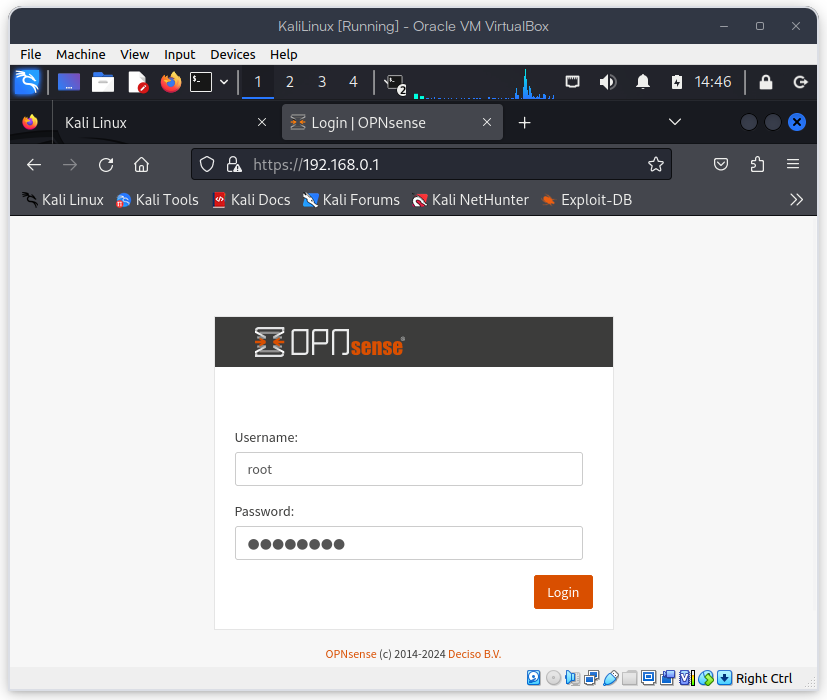 KaliLinux [Running] - Oracle VM VirtualBox
File Machine View Input Devices Help
1 2 3 4 2 14:46
Kali Linux Login | OPNsense
https://192.168.0.1
Kali Linux Kali Tools Kali Docs Kali Forums Kali NetHunter Exploit-DB
OPNsense
Username:
root
Password:
Login
OPNsense (c) 2014-2024 Deciso B.V.
Right Ctrl